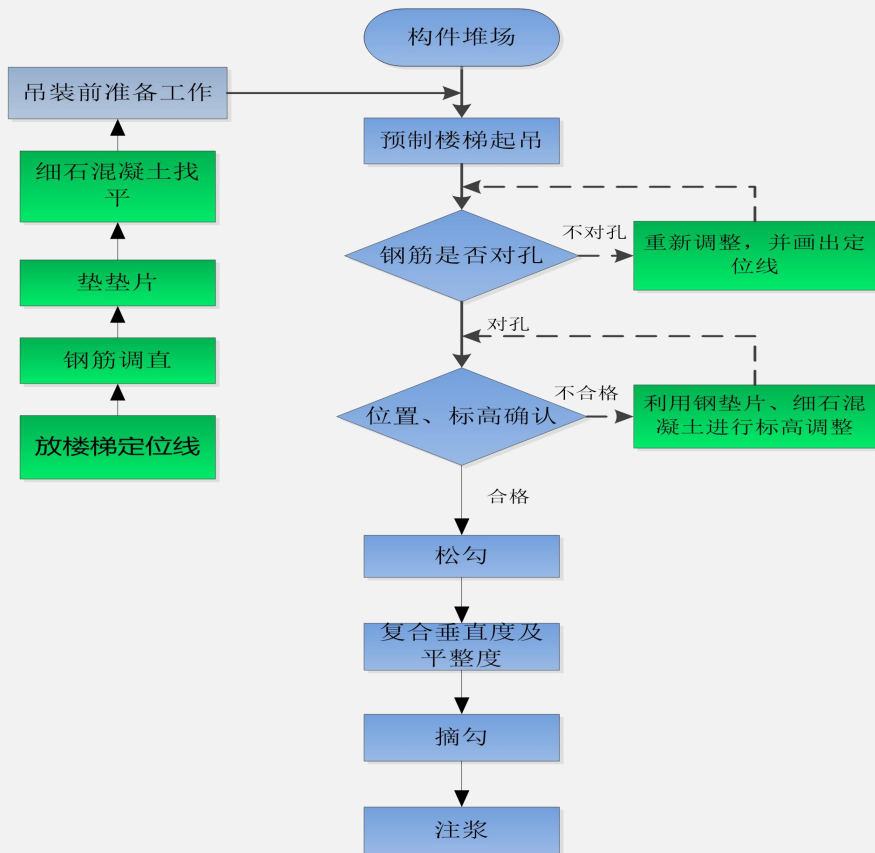 构件堆场
吊装前准备工作
预制楼梯起吊
细石混凝土找
平
钢筋是否对孔
不对孔
重新调整，并画出定
位线
垫垫片
对孔
钢筋调直
位置、标高确认
不合格
利用钢垫片、细石混
凝土进行标高调整
放楼梯定位线
合格
松勾
复合垂直度及
平整度
摘勾
注浆